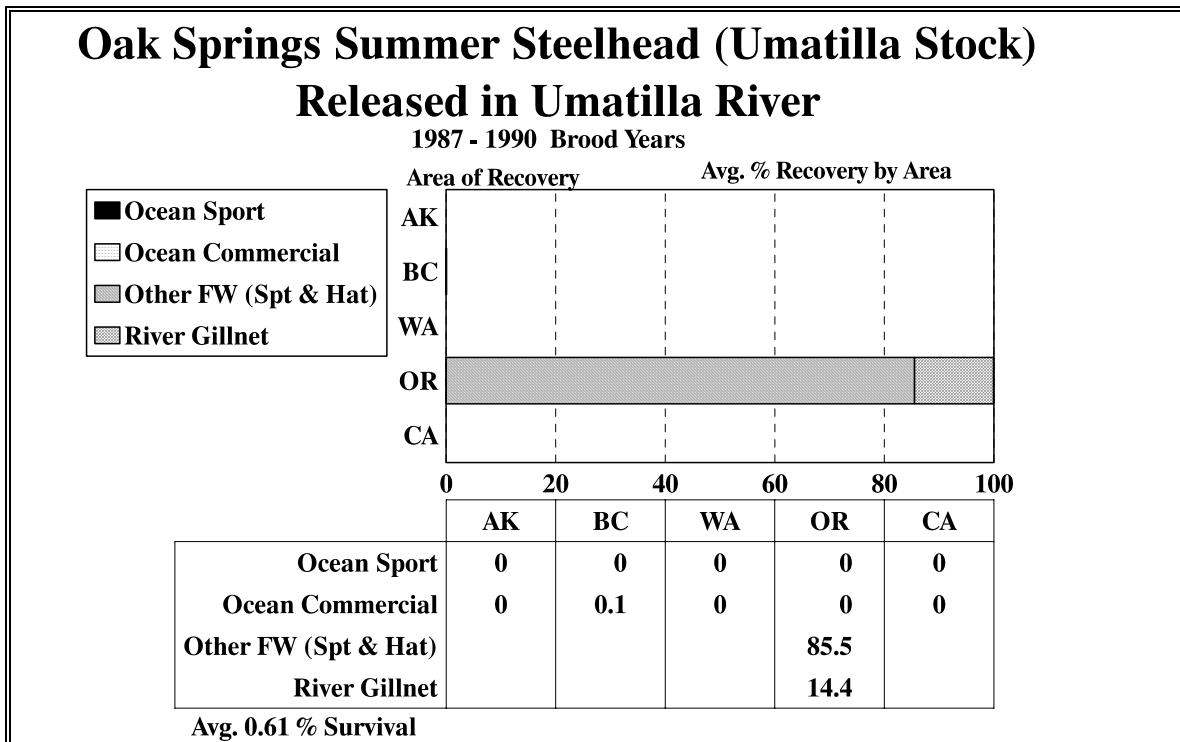 Oak Springs Summer Steelhead (Umatilla Stock)
Released in Umatilla River
1987 - 1990 Brood Years
Area of Recovery
Avg. % Recovery by Area
Ocean Sport
Ocean Commercial
Other FW (Spt & Hat)
River Gillnet
AK
BC
WA
OR
CA
0 20 40 60 80 100
AK BC WA OR CA
Ocean Sport 0 0 0 0 0
Ocean Commercial 0 0.1 0 0 0
Other FW (Spt & Hat) 85.5
River Gillnet 14.4
Avg. 0.61 % Survival